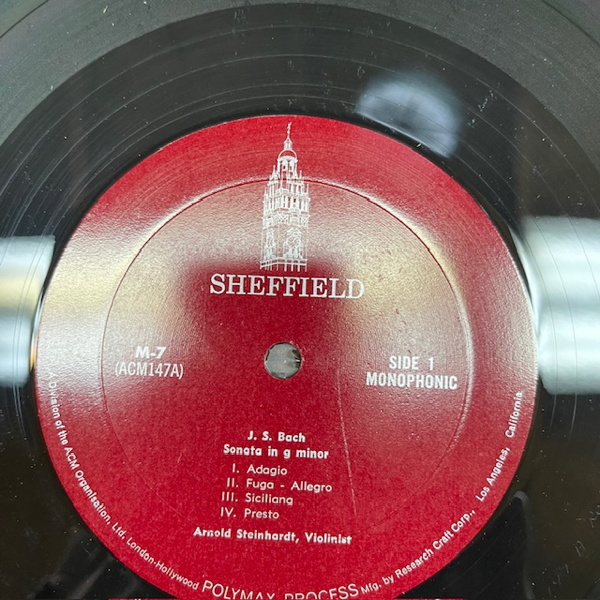 SHEFFIELD
M-7
(ACM147A)
SIDE 1
MONOPHONIC
J. S. Bach
Sonata in g minor
I. Adagio
II. Fuga - Allegro
III. Siciliana
IV. Presto
Arnold Steinhardt, Violinist
A Division of the ACM Organisation, Ltd. London-Hollywood POLYMAX PROCESS Mfg. by Research Craft Corp., Los Angeles, California